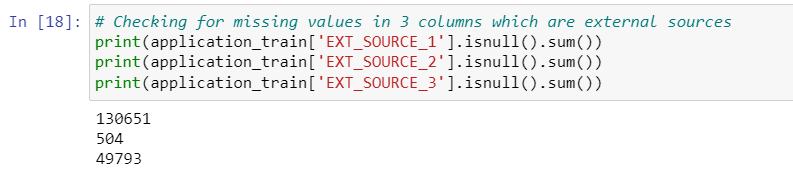 In [18]: # Checking for missing values in 3 columns which are external sources
print(application_train['EXT_SOURCE_1'].isnull().sum())
print(application_train['EXT_SOURCE_2'].isnull().sum())
print(application_train['EXT_SOURCE_3'].isnull().sum())
130651
504
49793